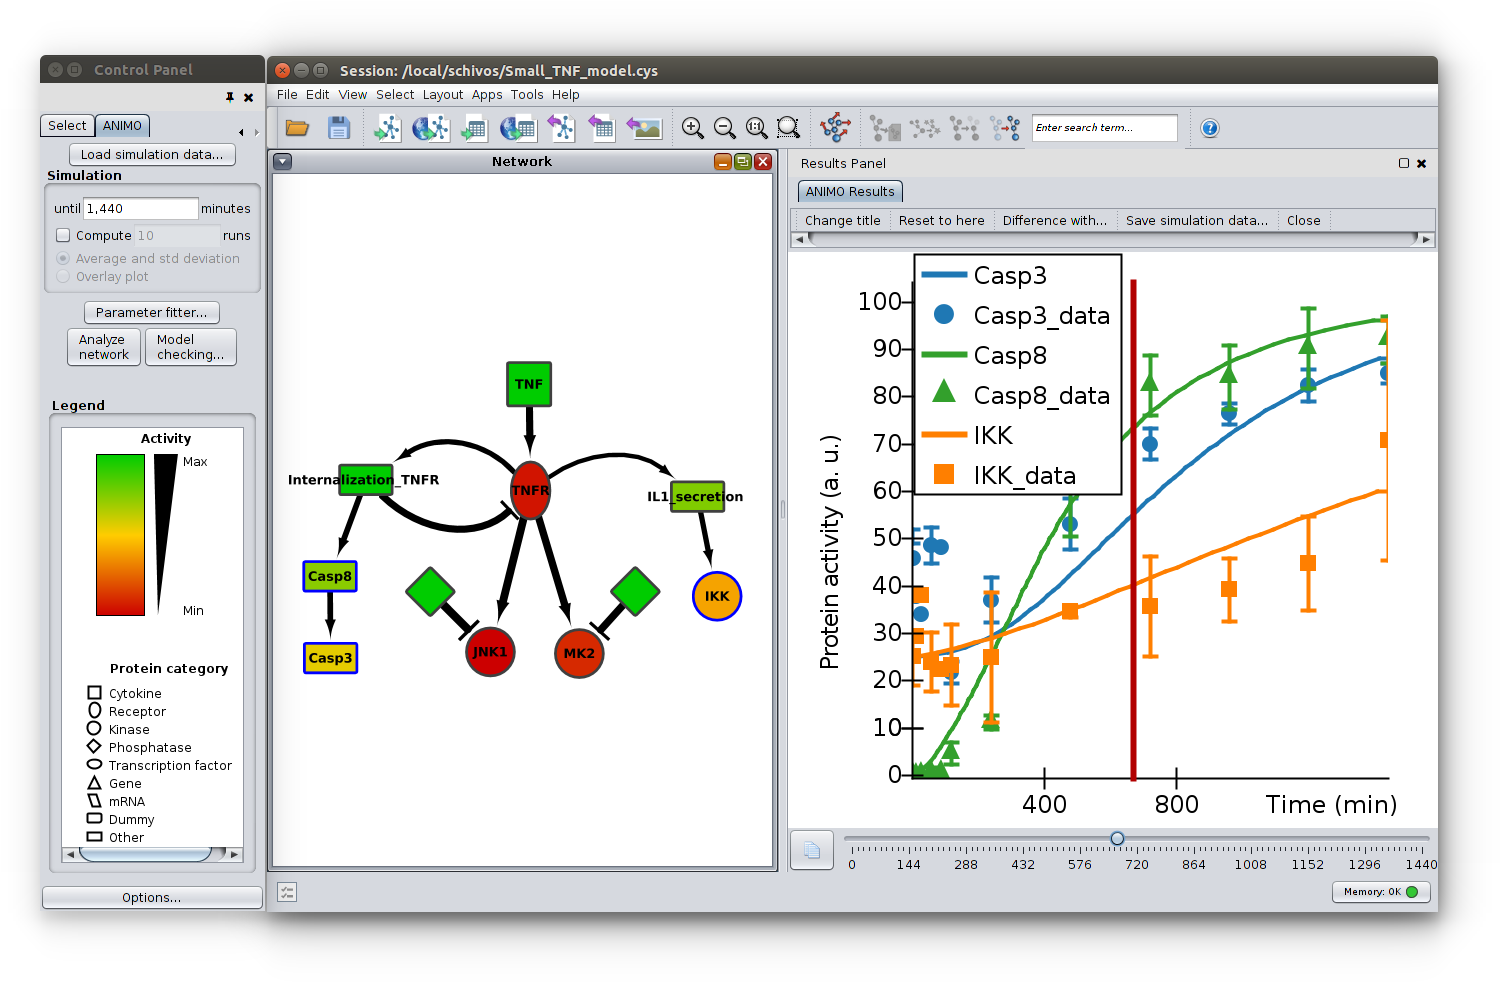 Control Panel
Select ANIMO
Load simulation data...
Simulation
until 1,440 minutes
Compute 10 runs
Average and std deviation
Overlay plot
Parameter fitter...
Analyze network
Model checking...
Legend
Activity
Max
Min
Protein category
Cytokine
Receptor
Kinase
Phosphatase
Transcription factor
Gene
mRNA
Dummy
Other
Options...
Session: /local/schivos/Small_TNF_model.cys
File Edit View Select Layout Apps Tools Help
1:1
Enter search term...
?
Network
TNF
Internalization_TNFR
TNFR
IL1_secretion
Casp8
IKK
Casp3
JNK1
MK2
Results Panel
ANIMO Results
Change title Reset to here Difference with... Save simulation data... Close
Casp3
Casp3_data
Casp8
Casp8_data
IKK
IKK_data
Protein activity (a. u.)
100
90
80
70
60
50
40
30
20
10
0
400 800 Time (min)
0 144 288 432 576 720 864 1008 1152 1296 1440
Memory: OK